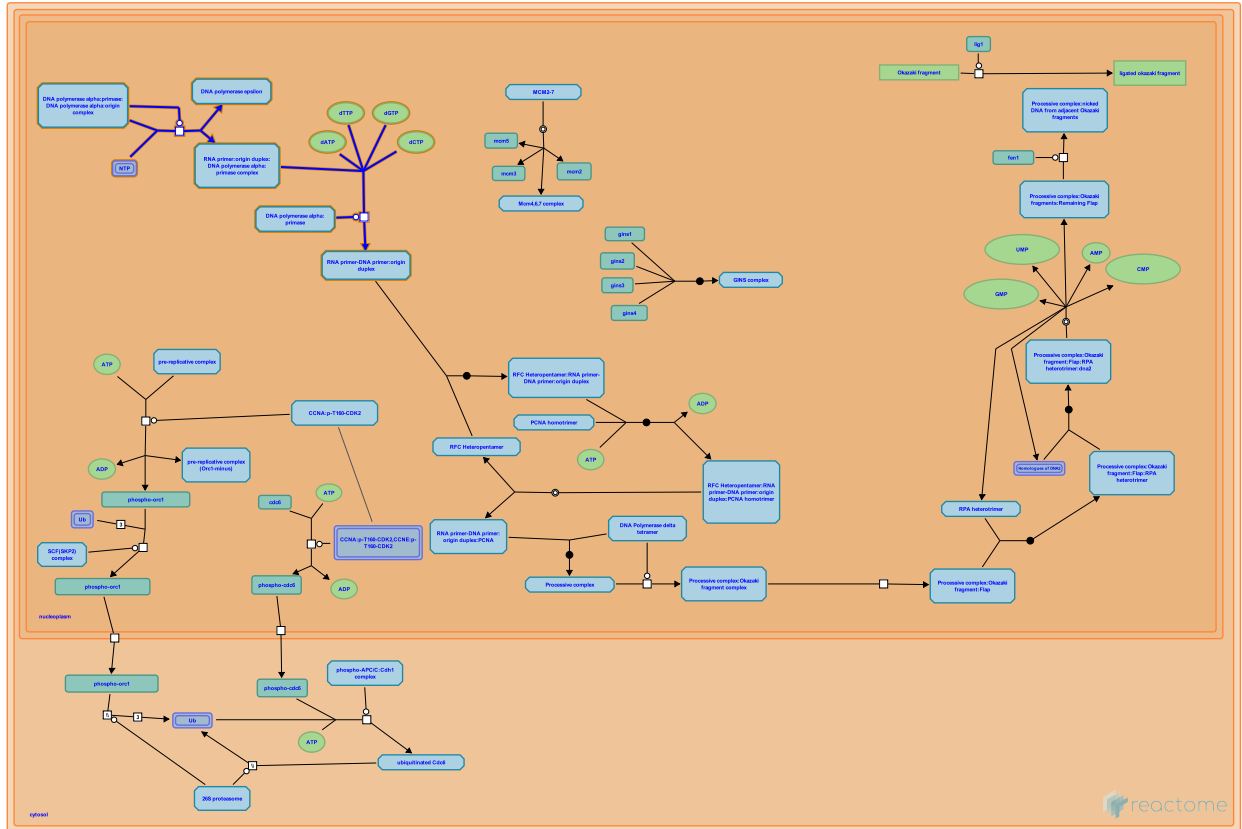 lig1
Okazaki fragment
ligated okazaki fragment
DNA polymerase alpha:primase:
DNA polymerase alpha:origin
complex
DNA polymerase epsilon
NTP
RNA primer:origin duplex:
DNA polymerase alpha:
primase complex
dTTP
dGTP
dATP
dCTP
DNA polymerase alpha:
primase
RNA primer-DNA primer:origin
duplex
MCM2-7
mcm5
mcm3
mcm2
Mcm4,6,7 complex
gins1
gins2
gins3
gins4
GINS complex
Processive complex:nicked
DNA from adjacent Okazaki
fragments
fen1
Processive complex:Okazaki
fragments:Remaining Flap
UMP
AMP
CMP
GMP
Processive complex:Okazaki
fragment:Flap:RPA
heterotrimer:dna2
Homologues of DNA2
Processive complex:Okazaki
fragment:Flap:RPA
heterotrimer
RPA heterotrimer
Processive complex:Okazaki
fragment:Flap
ATP
pre-replicative complex
CCNA:p-T160-CDK2
ADP
pre-replicative complex
(Orc1-minus)
phospho-orc1
Ub
3
SCF(SKP2)
complex
phospho-orc1
cdc6
ATP
CCNA:p-T160-CDK2,CCNE:p-
T160-CDK2
phospho-cdc6
ADP
RFC Heteropentamer:RNA primer-
DNA primer:origin duplex
PCNA homotrimer
ATP
ADP
RFC Heteropentamer
RFC Heteropentamer:RNA
primer-DNA primer:origin
duplex:PCNA homotrimer
RNA primer-DNA primer:
origin duplex:PCNA
DNA Polymerase delta
tetramer
Processive complex
Processive complex:Okazaki
fragment complex
nucleoplasm
phospho-orc1
3
Ub
phospho-cdc6
phospho-APC/C:Cdh1
complex
ATP
ubiquitinated Cdc6
26S proteasome
cytosol
reactome